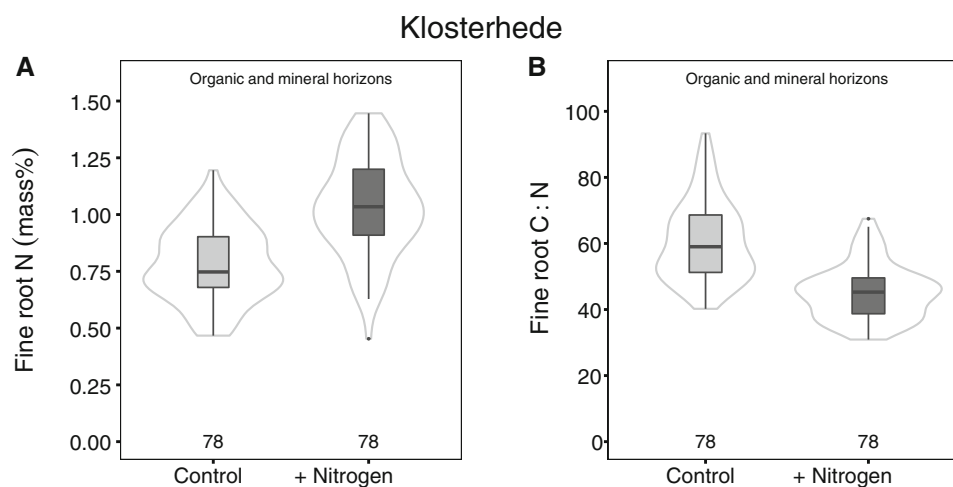 Klosterhede
A
Organic and mineral horizons
Fine root N (mass%)
1.50
1.25
1.00
0.75
0.50
0.25
0.00
78
78
Control
+ Nitrogen
B
Organic and mineral horizons
Fine root C : N
100
80
60
40
20
0
78
78
Control
+ Nitrogen